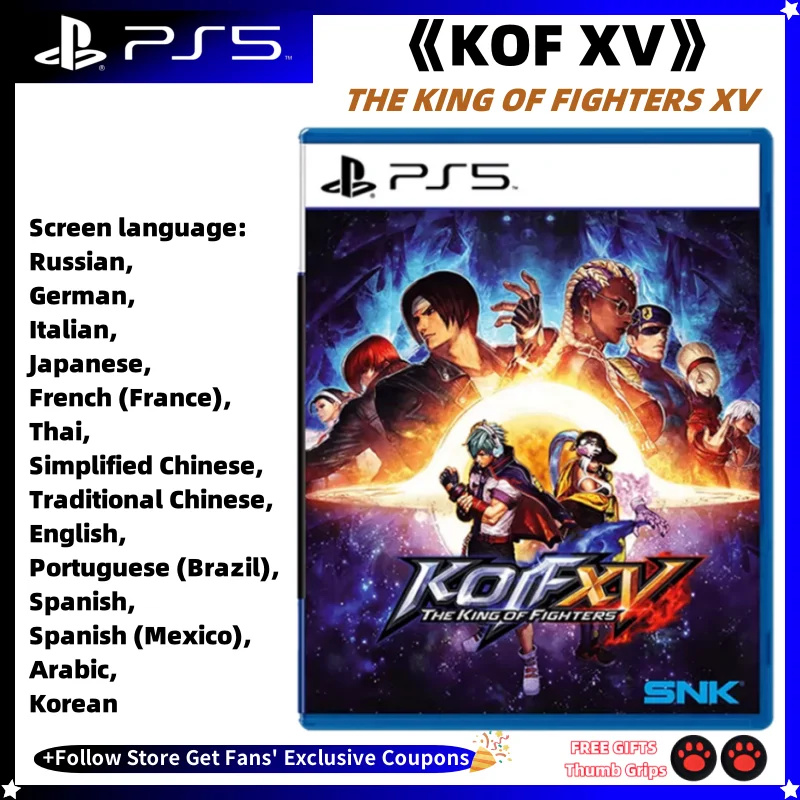 PS5
《KOF XV》
THE KING OF FIGHTERS XV
PS5
Screen language:
Russian,
German,
Italian,
Japanese,
French (France),
Thai,
Simplified Chinese,
Traditional Chinese,
English,
Portuguese (Brazil),
Spanish,
Spanish (Mexico),
Arabic,
Korean
KOF XV
THE KING OF FIGHTERS
SNK
+Follow Store Get Fans' Exclusive Coupons
FREE GIFTS
Thumb Grips